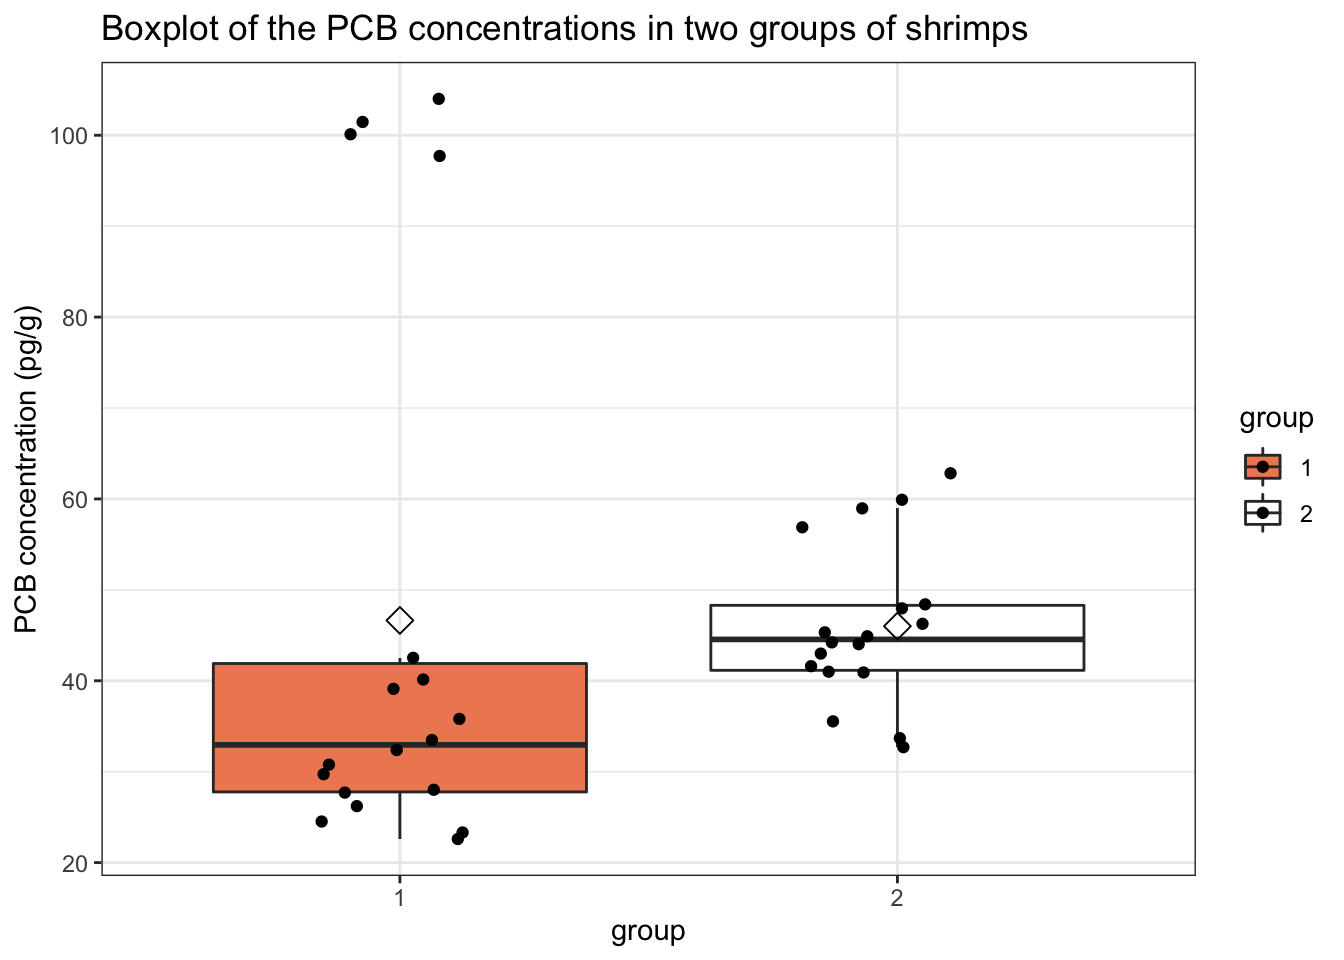 Boxplot of the PCB concentrations in two groups of shrimps
PCB concentration (pg/g)
100
80
60
40
20
1
2
group
group
1
2